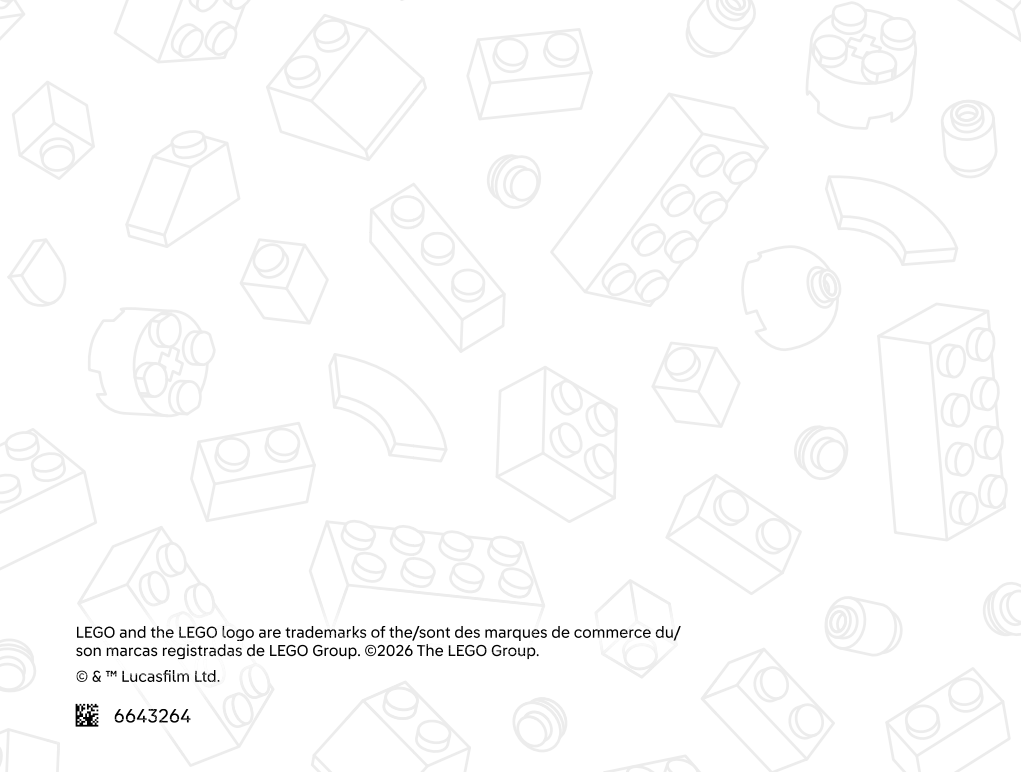 LEGO and the LEGO logo are trademarks of the/sont des marques de commerce du/
son marcas registradas de LEGO Group. ©2026 The LEGO Group.
© & ™ Lucasfilm Ltd.
6643264